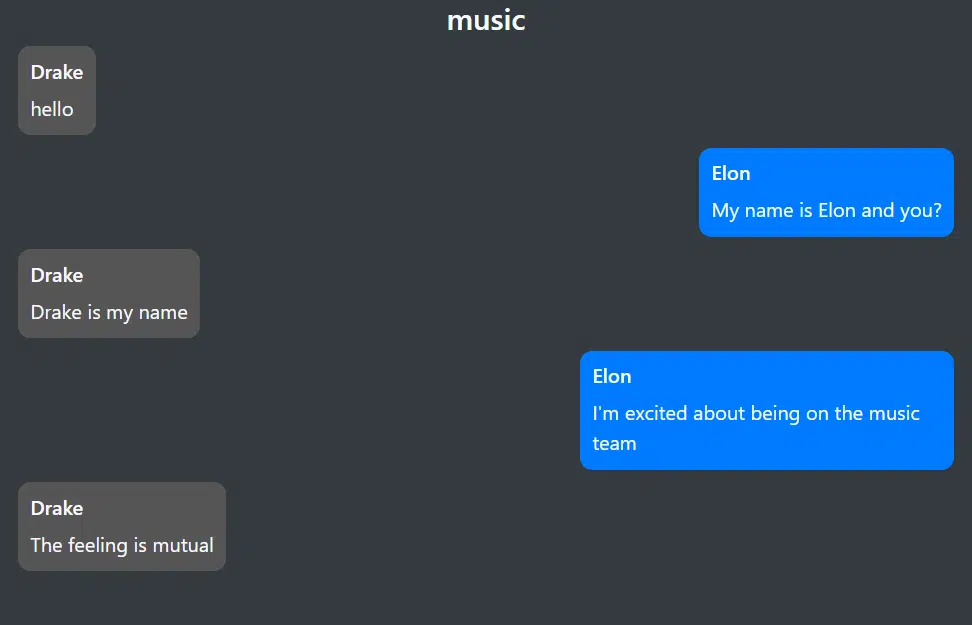 music
Drake
hello
Elon
My name is Elon and you?
Drake
Drake is my name
Elon
I'm excited about being on the music
team
Drake
The feeling is mutual